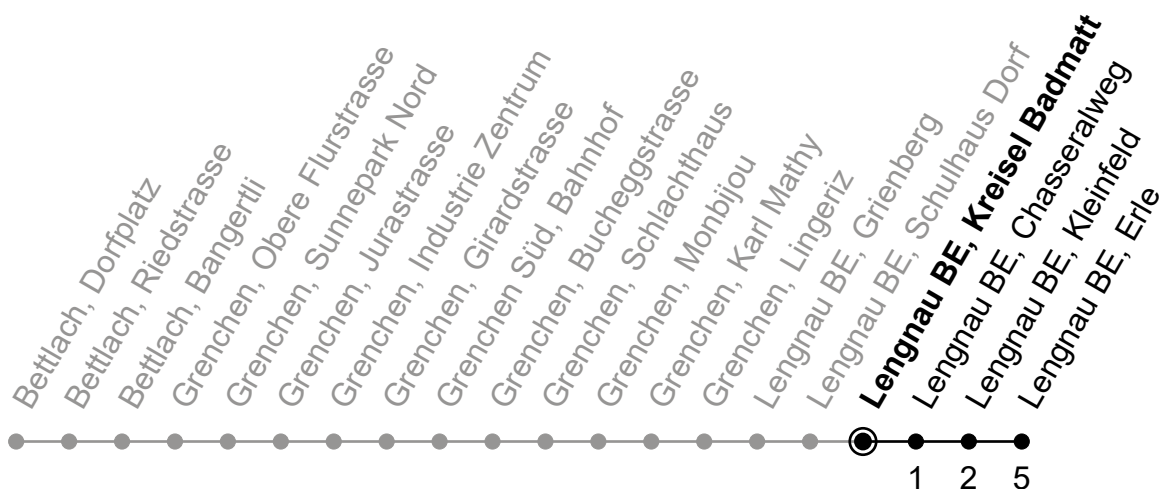 Bettlach, Dorfplatz
Bettlach, Riedstrasse
Bettlach, Bangertli
Grenchen, Obere Flurstrasse
Grenchen, Sunnepark Nord
Grenchen, Jurastrasse
Grenchen, Industrie Zentrum
Grenchen, Girardstrasse
Grenchen Süd, Bahnhof
Grenchen, Bucheggstrasse
Grenchen, Schlachthaus
Grenchen, Monbijou
Grenchen, Karl Mathy
Grenchen, Lingeriz
Lengnau BE, Grienberg
Lengnau BE, Schulhaus Dorf
Lengnau BE, Kreisel Badmatt
Lengnau BE, Chasseralweg
Lengnau BE, Kleinfeld
Lengnau BE, Erle
1 2 5